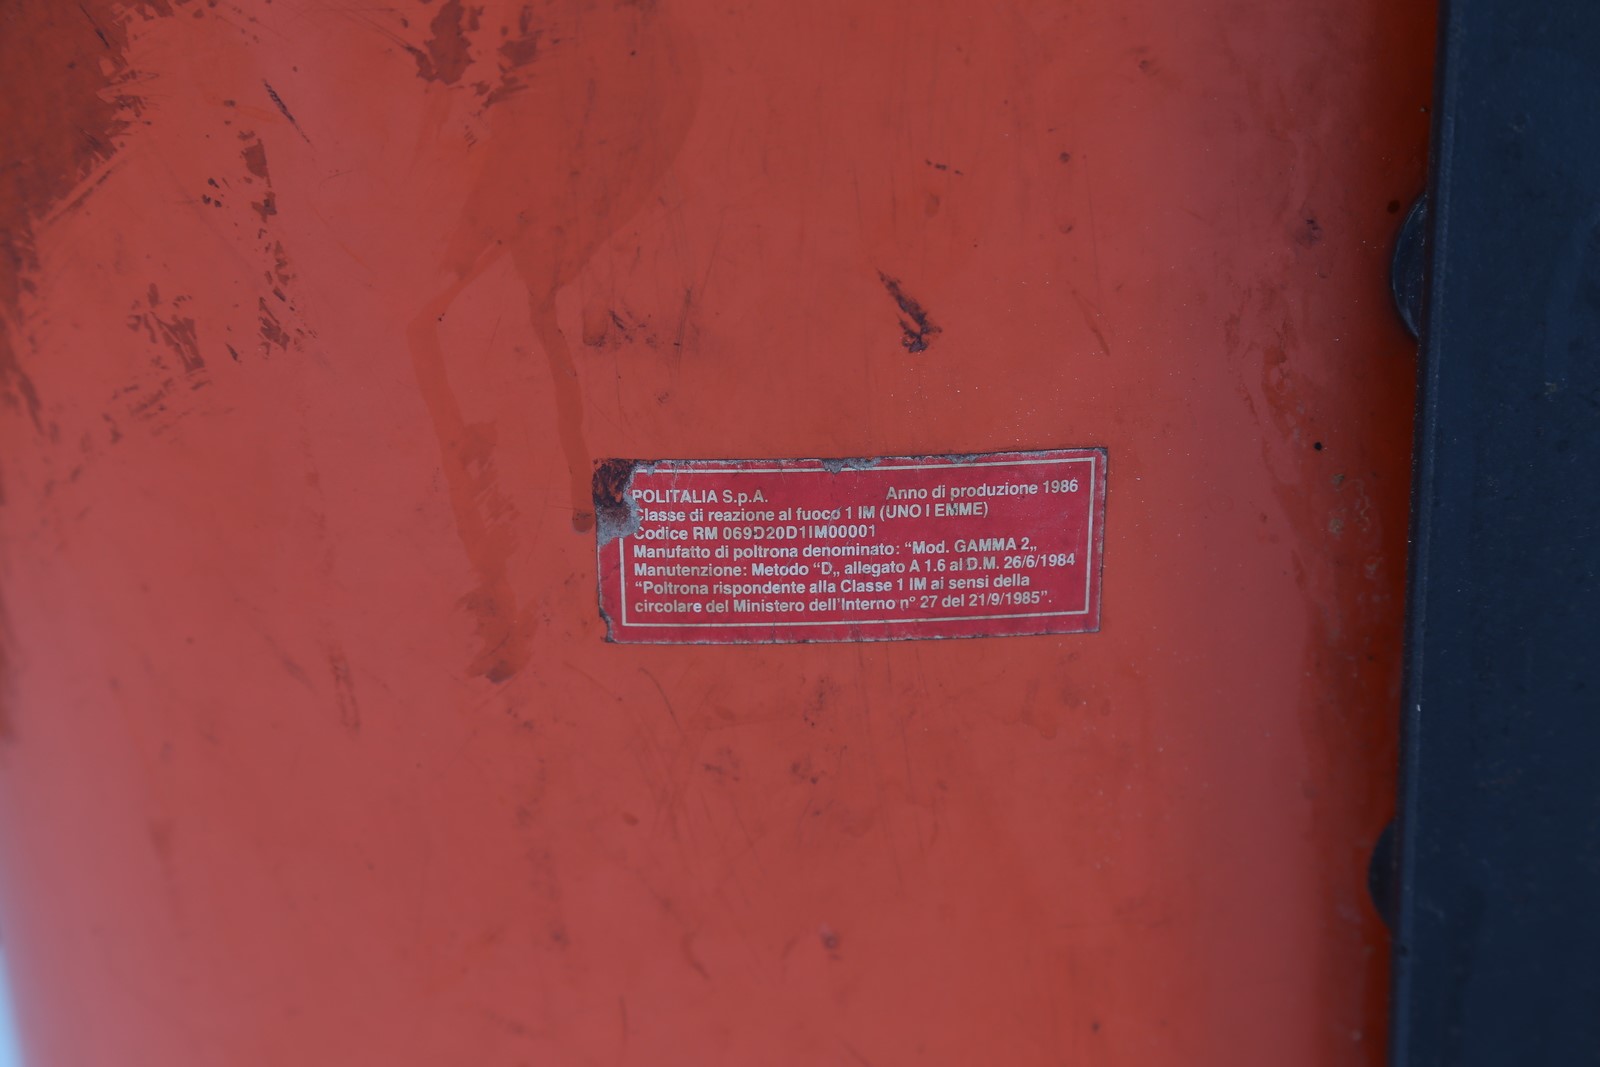 POLITALIA S.p.A. Anno di produzione 1986
Classe di reazione al fuoco 1 IM (UNO I EMME)
Codice RM 069D20D1IM00001
Manufatto di poltrona denominato: “Mod. GAMMA 2„
Manutenzione: Metodo “D„ allegato A 1.6 al D.M. 26/6/1984
“Poltrona rispondente alla Classe 1 IM ai sensi della
circolare del Ministero dell'Interno n° 27 del 21/9/1985”.